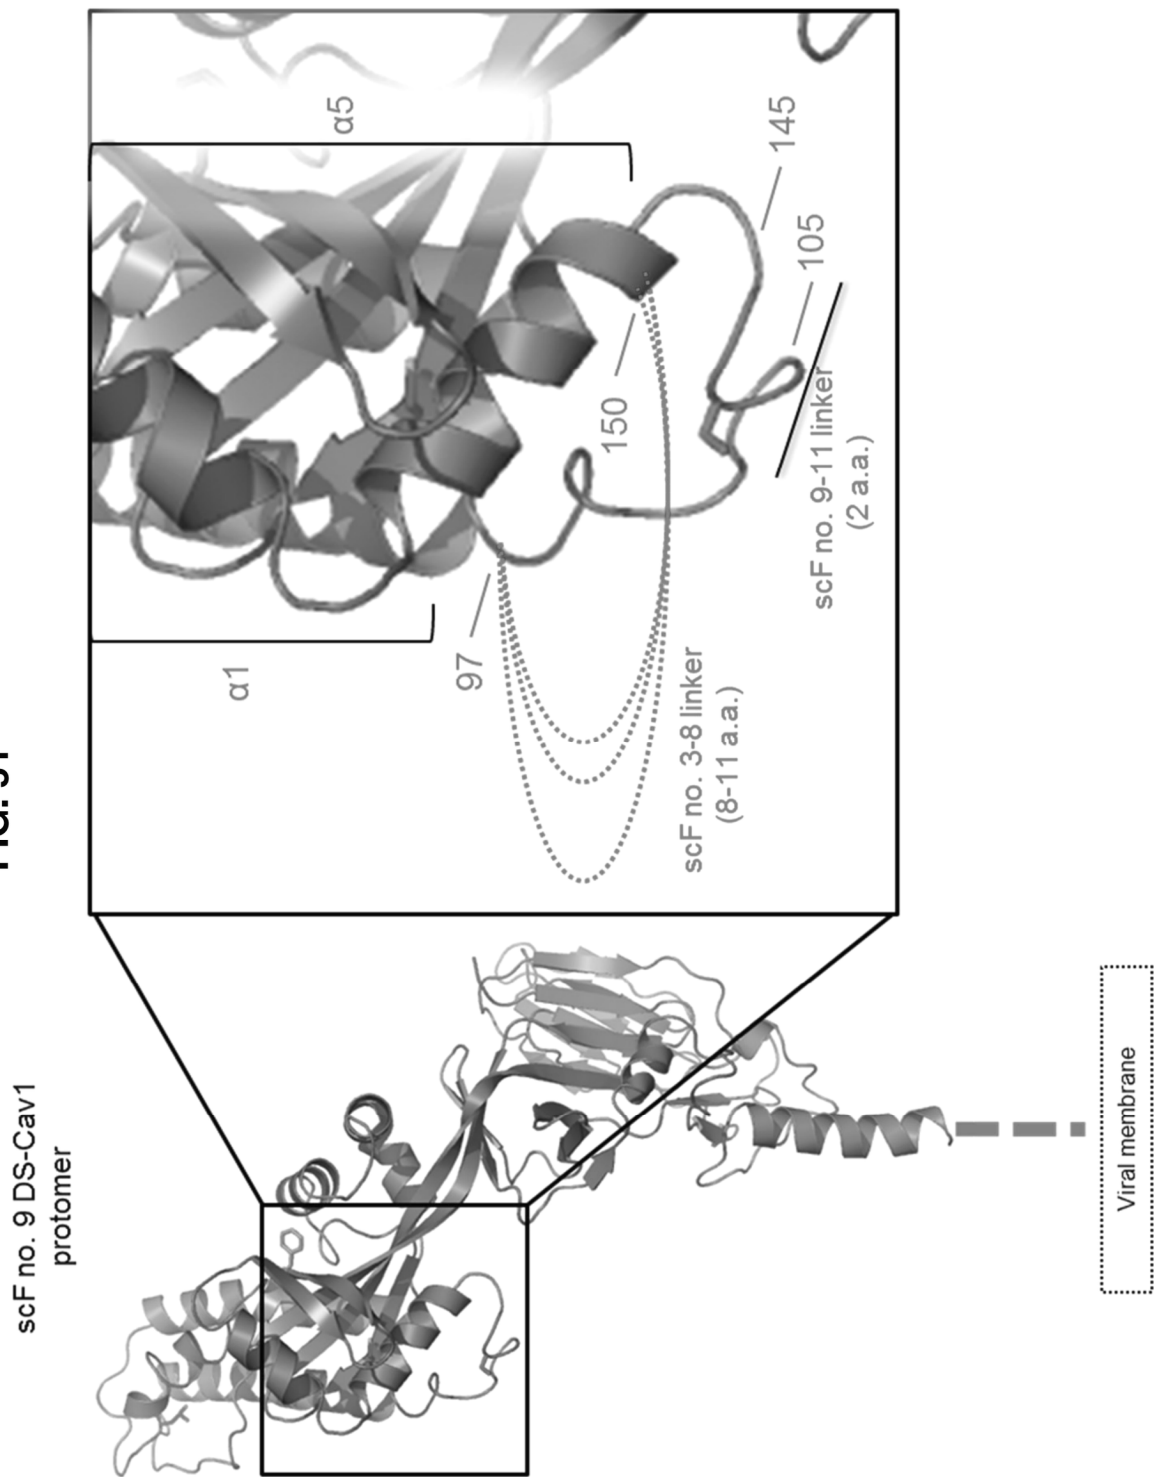 scF no. 9 DS-Cav1
protomer
α1
α5
97
150
145
105
scF no. 3-8 linker
(8-11 a.a.)
scF no. 9-11 linker
(2 a.a.)
Viral membrane